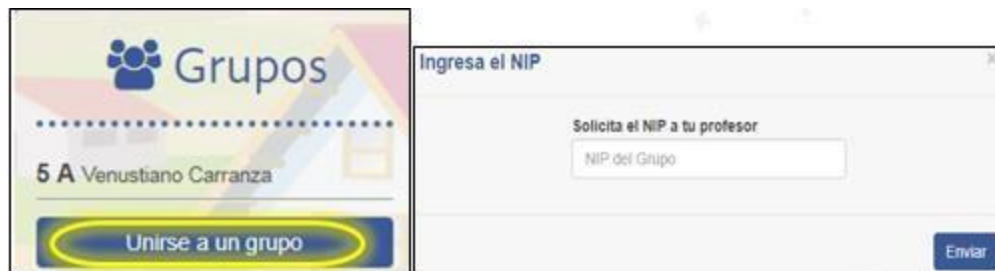 Grupos
5 A Venustiano Carranza
Unirse a un grupo
Ingresa el NIP
×
Solicita el NIP a tu profesor
NIP del Grupo
Enviar